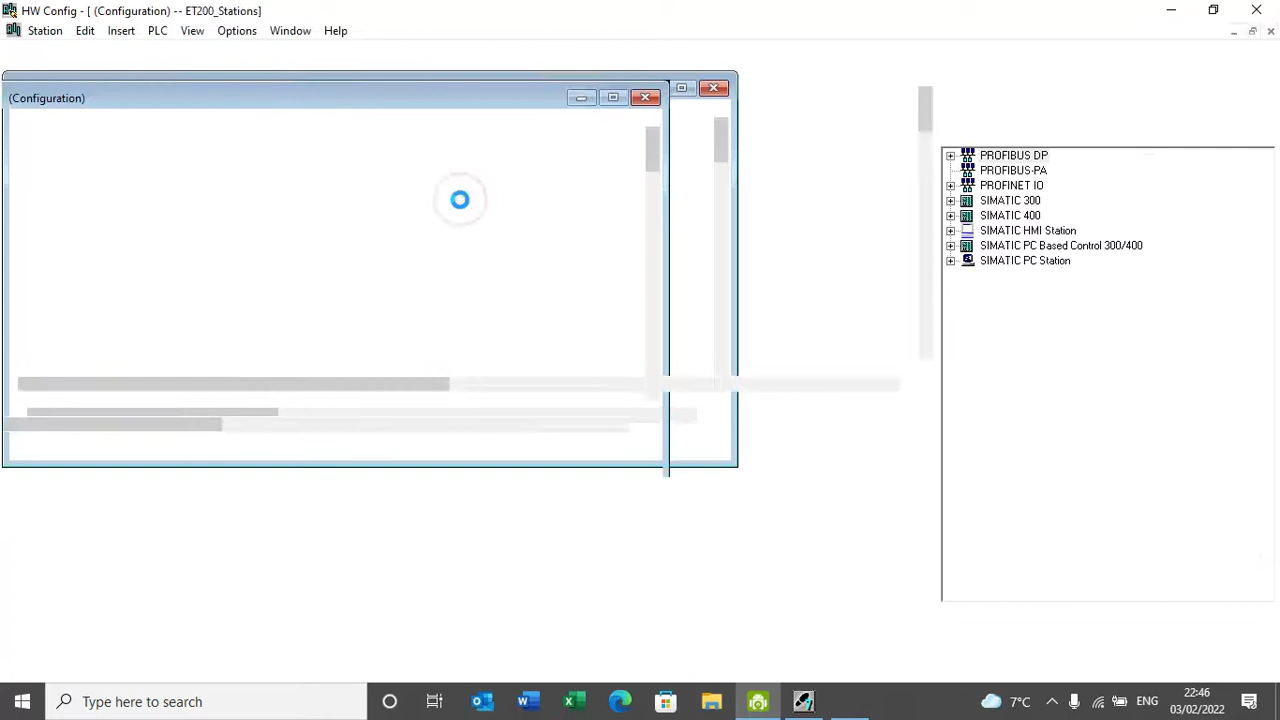 HW Config - [ (Configuration) -- ET200_Stations]
Station Edit Insert PLC View Options Window Help
(Configuration)
PROFIBUS DP
PROFIBUS-PA
PROFINET IO
SIMATIC 300
SIMATIC 400
SIMATIC HMI Station
SIMATIC PC Based Control 300/400
SIMATIC PC Station
Type here to search
7°C
ENG
22:46
03/02/2022